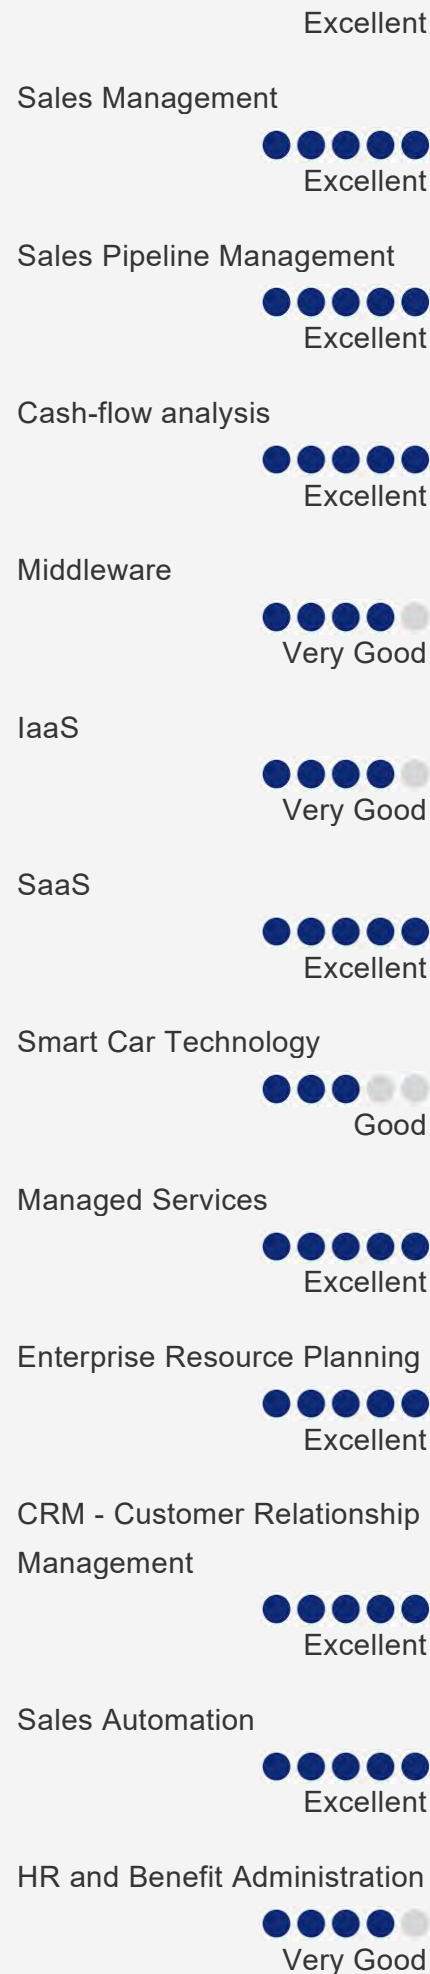 Excellent
Sales Management
Excellent
Sales Pipeline Management
Excellent
Cash-flow analysis
Excellent
Middleware
Very Good
IaaS
Very Good
SaaS
Excellent
Smart Car Technology
Good
Managed Services
Excellent
Enterprise Resource Planning
Excellent
CRM - Customer Relationship
Management
Excellent
Sales Automation
Excellent
HR and Benefit Administration
Very Good